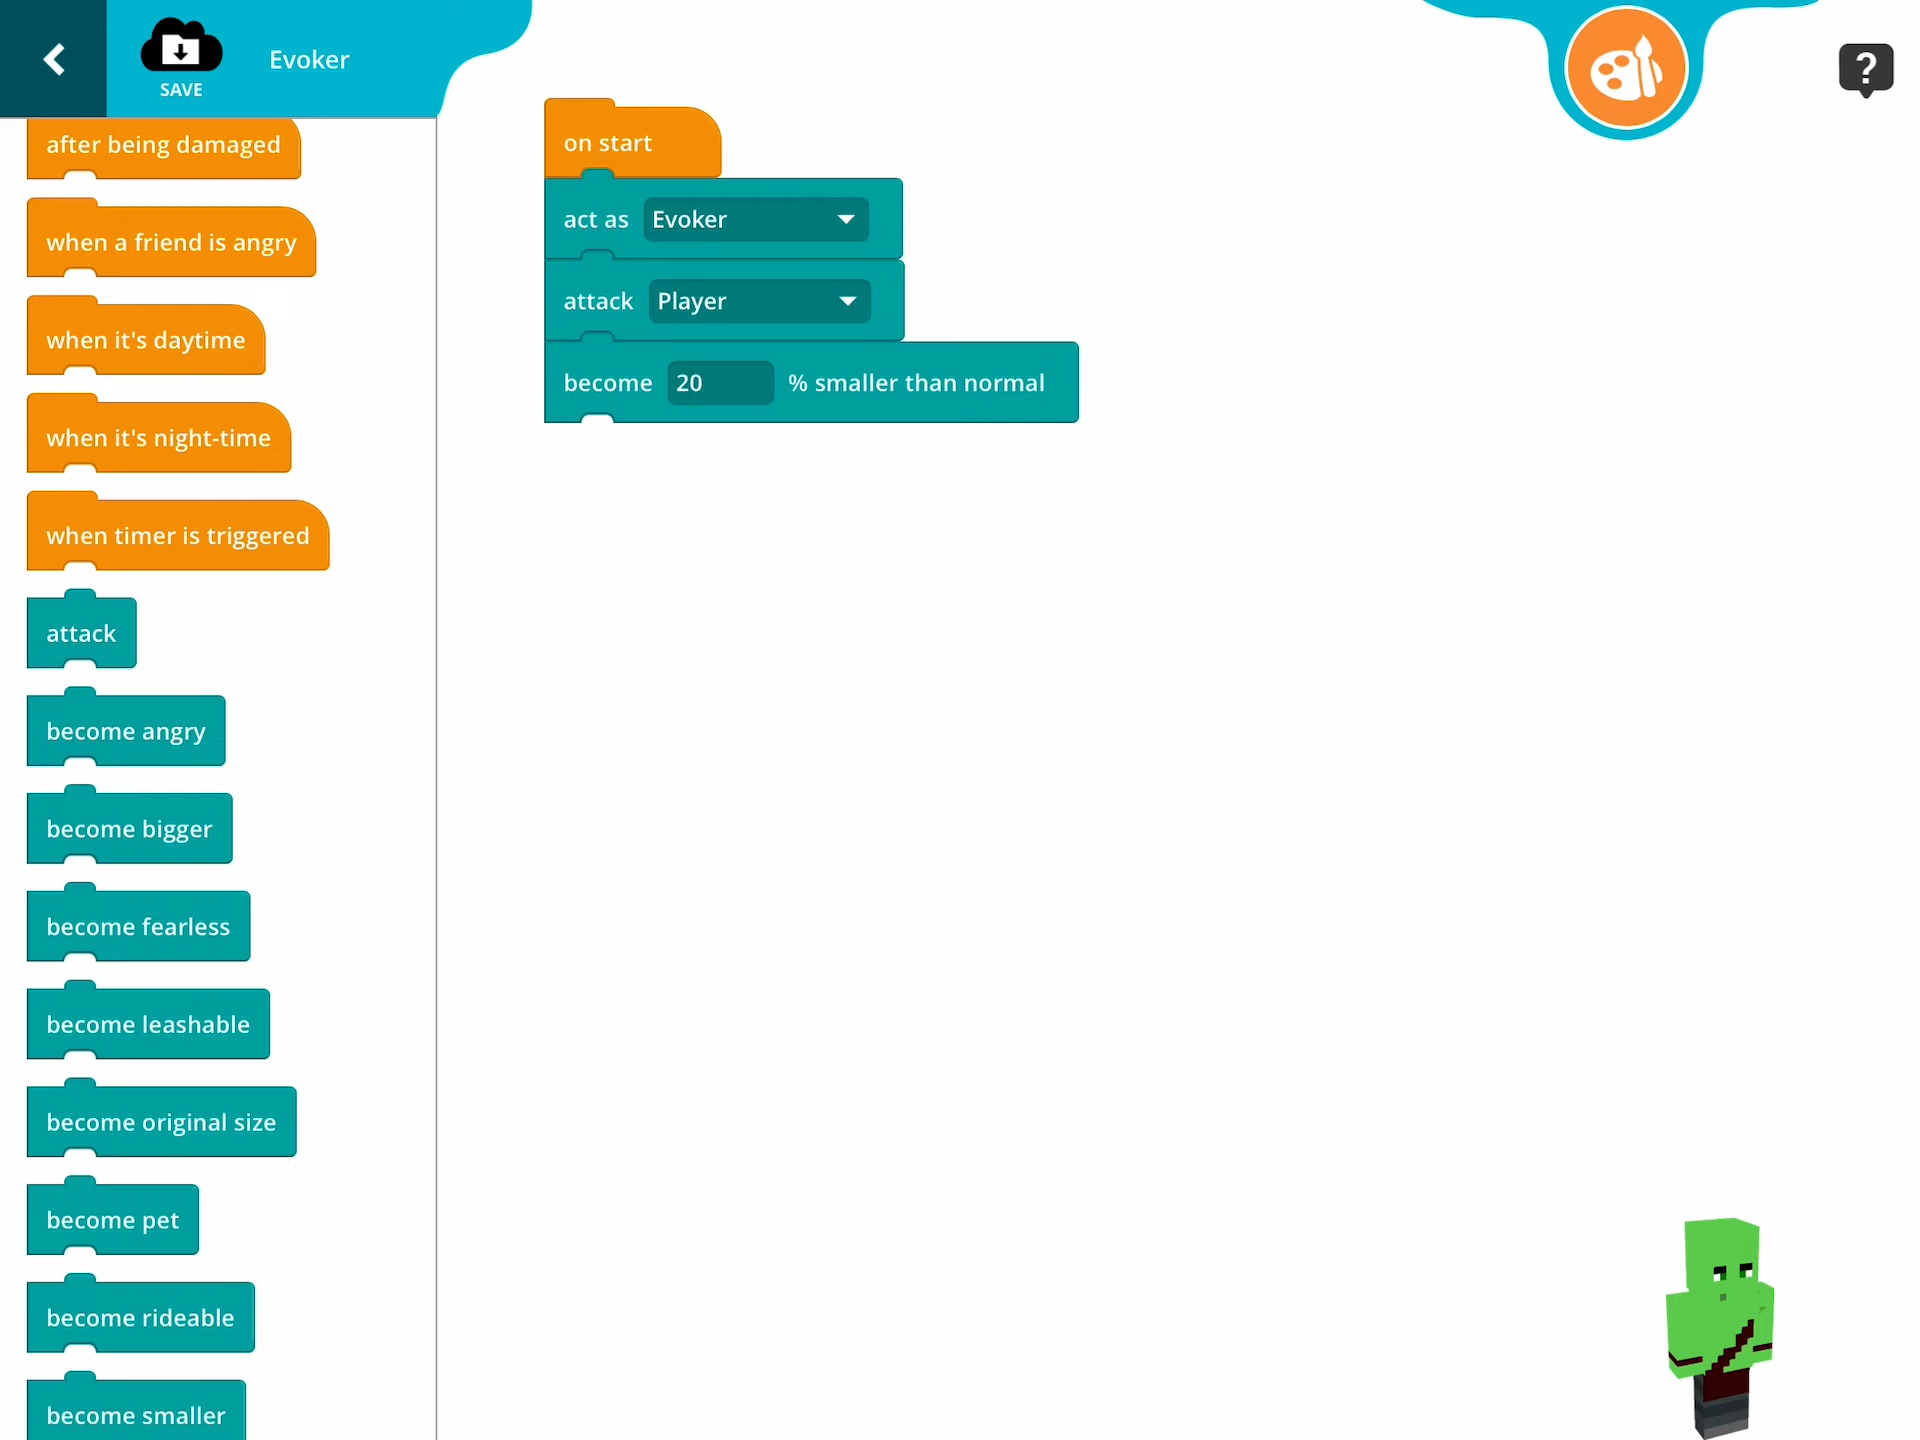 SAVE
Evoker
?
after being damaged
when a friend is angry
when it's daytime
when it's night-time
when timer is triggered
attack
become angry
become bigger
become fearless
become leashable
become original size
become pet
become rideable
become smaller
on start
act as Evoker
attack Player
become 20 % smaller than normal